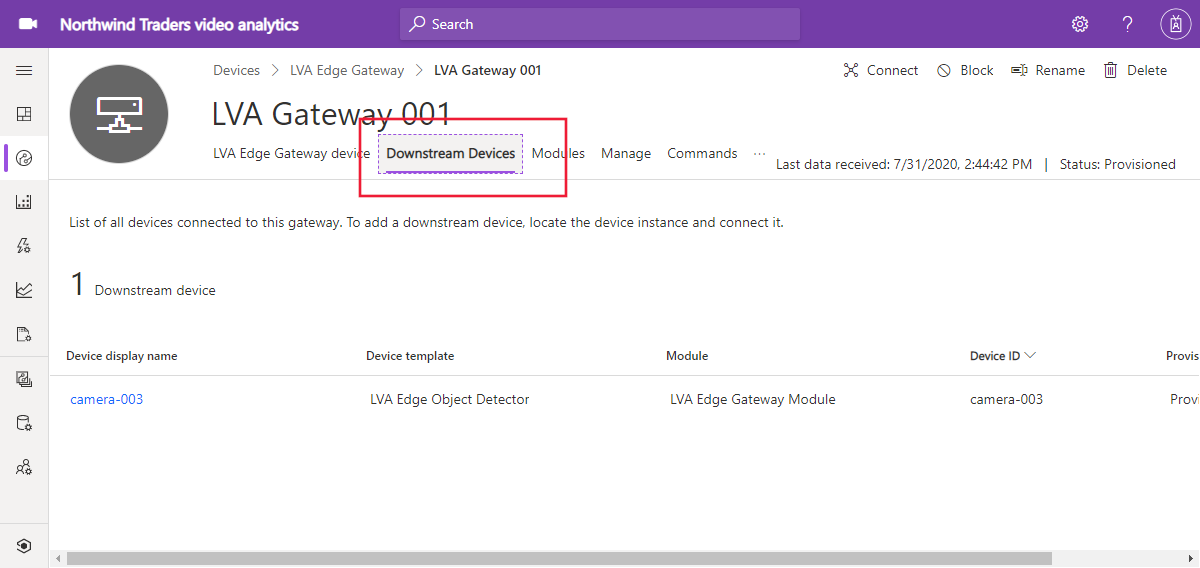 Northwind Traders video analytics
Search
?
Devices > LVA Edge Gateway > LVA Gateway 001
Connect Block Rename Delete
LVA Gateway 001
LVA Edge Gateway device Downstream Devices Modules Manage Commands ...
Last data received: 7/31/2020, 2:44:42 PM | Status: Provisioned
List of all devices connected to this gateway. To add a downstream device, locate the device instance and connect it.
1 Downstream device
Device display name Device template Module Device ID Provis
camera-003 LVA Edge Object Detector LVA Edge Gateway Module camera-003 Provi